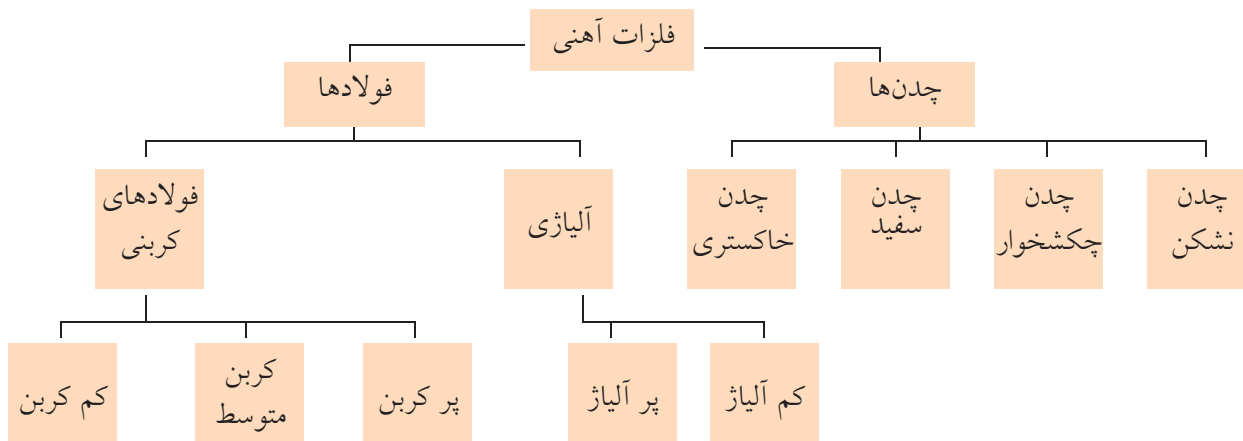 فلزات آهنی
چدن‌ها
فولادها
چدن
نشکن
چدن
چکشخوار
چدن
سفید
چدن
خاکستری
آلیاژی
فولادهای
کربنی
کم آلیاژ
پر آلیاژ
پر کربن
کربن
متوسط
کم کربن